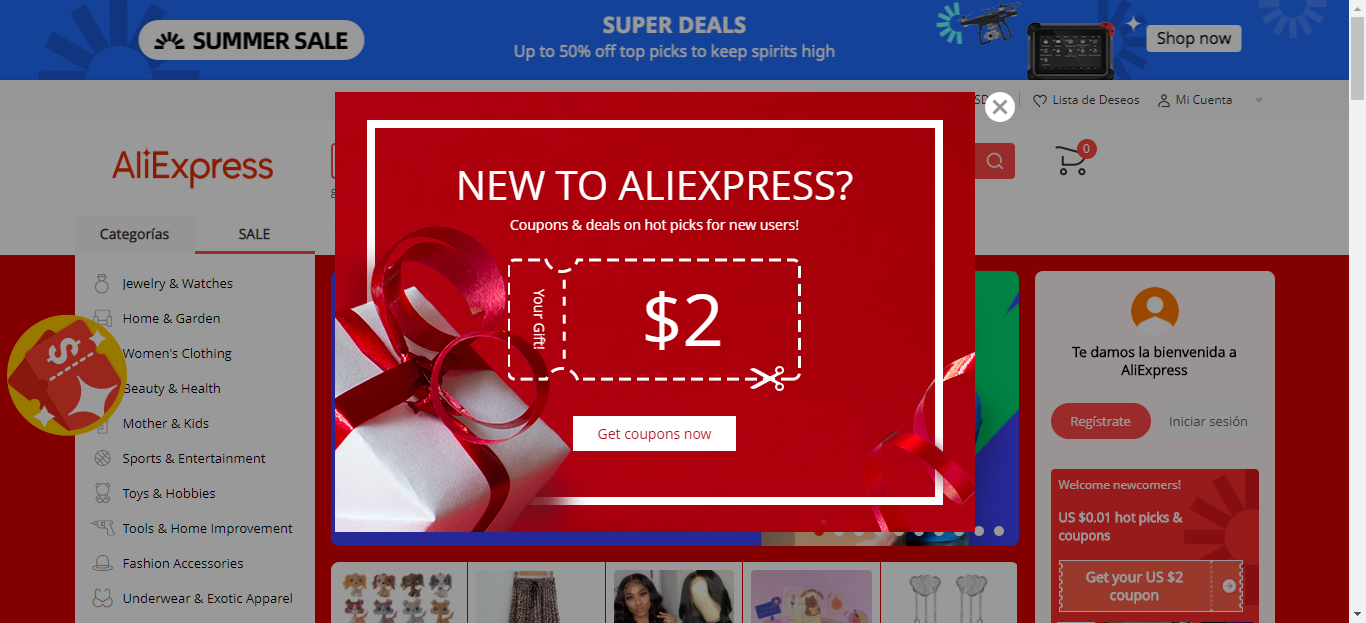 SUMMER SALE
SUPER DEALS
Up to 50% off top picks to keep spirits high
Shop now
Lista de Deseos
Mi Cuenta
AliExpress
0
Categorías
SALE
Jewelry & Watches
Home & Garden
Women's Clothing
Beauty & Health
Mother & Kids
Sports & Entertainment
Toys & Hobbies
Tools & Home Improvement
Fashion Accessories
Underwear & Exotic Apparel
$
NEW TO ALIEXPRESS?
Coupons & deals on hot picks for new users!
Your Gift!
$2
Get coupons now
Te damos la bienvenida a
AliExpress
Regístrate
Iniciar sesión
Welcome newcomers!
US $0.01 hot picks &
coupons
Get your US $2
coupon